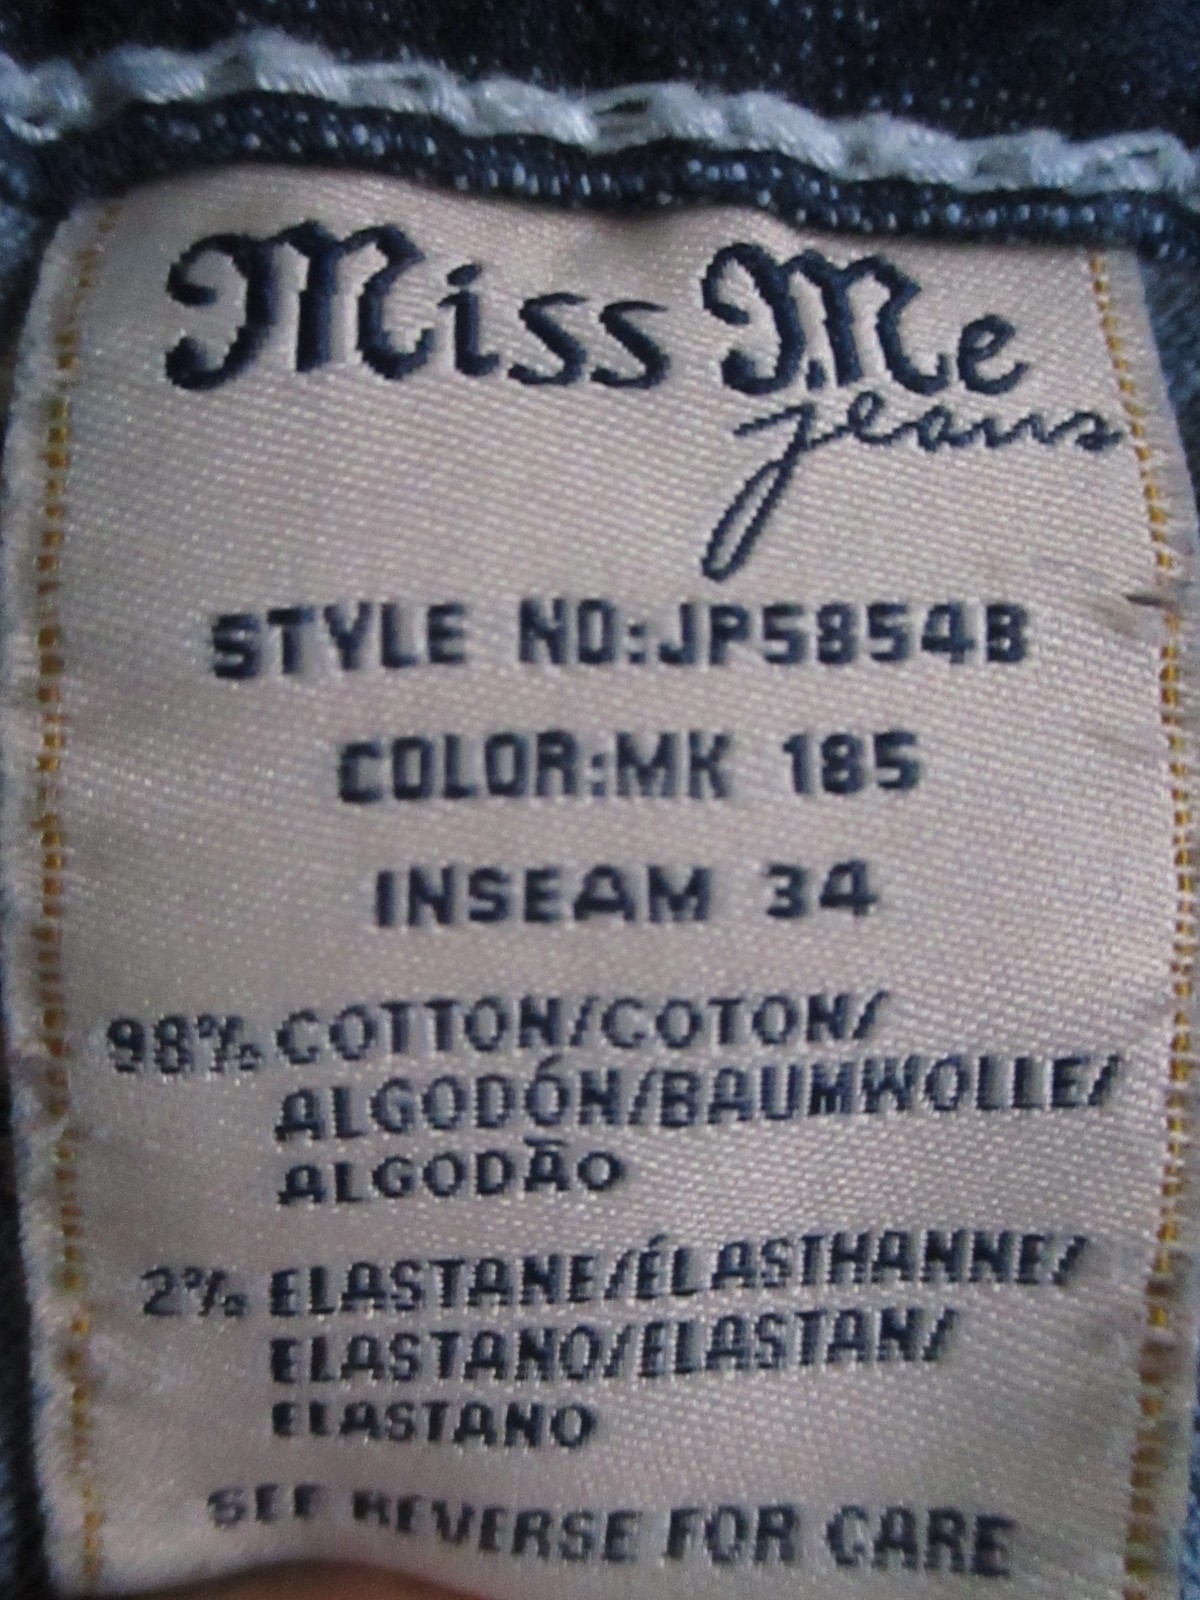 Miss Me
jeans
STYLE NO:JP5854B
COLOR:MK 185
INSEAM 34
98% COTTON/COTON/
ALGODÓN/BAUMWOLLE/
ALGODÃO
2% ELASTANE/ÉLASTHANNE/
ELASTANO/ELASTAN/
ELASTANO
SEE REVERSE FOR CARE